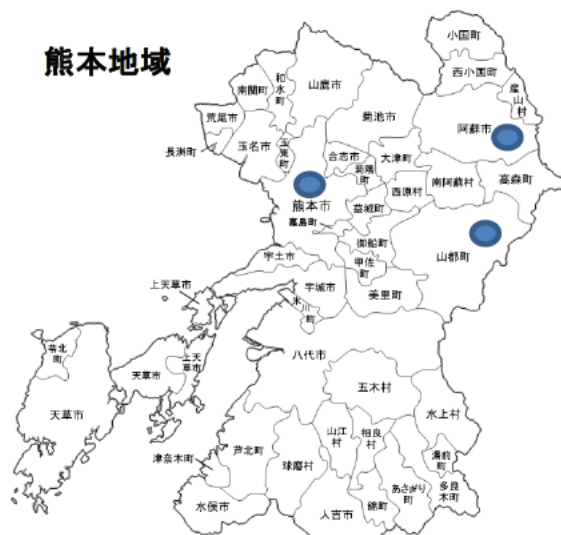 熊本地域
小国町
西小国町
産山村
和水町
山鹿市
南関町
菊池市
荒尾市
阿蘇市
長洲町
玉名市
玉東町
合志市
大津町
菊陽町
熊本市
西原村
南阿蘇村
高森町
益城町
嘉島町
御船町
山都町
宇土市
甲佐町
上天草市
宇城市
美里町
氷川町
八代市
苓北町
上天草市
天草市
五木村
天草市
水上村
山江村
相良村
津奈木町
芦北町
球磨村
湯前町
あさぎり町
多良木町
水俣市
人吉市
錦町